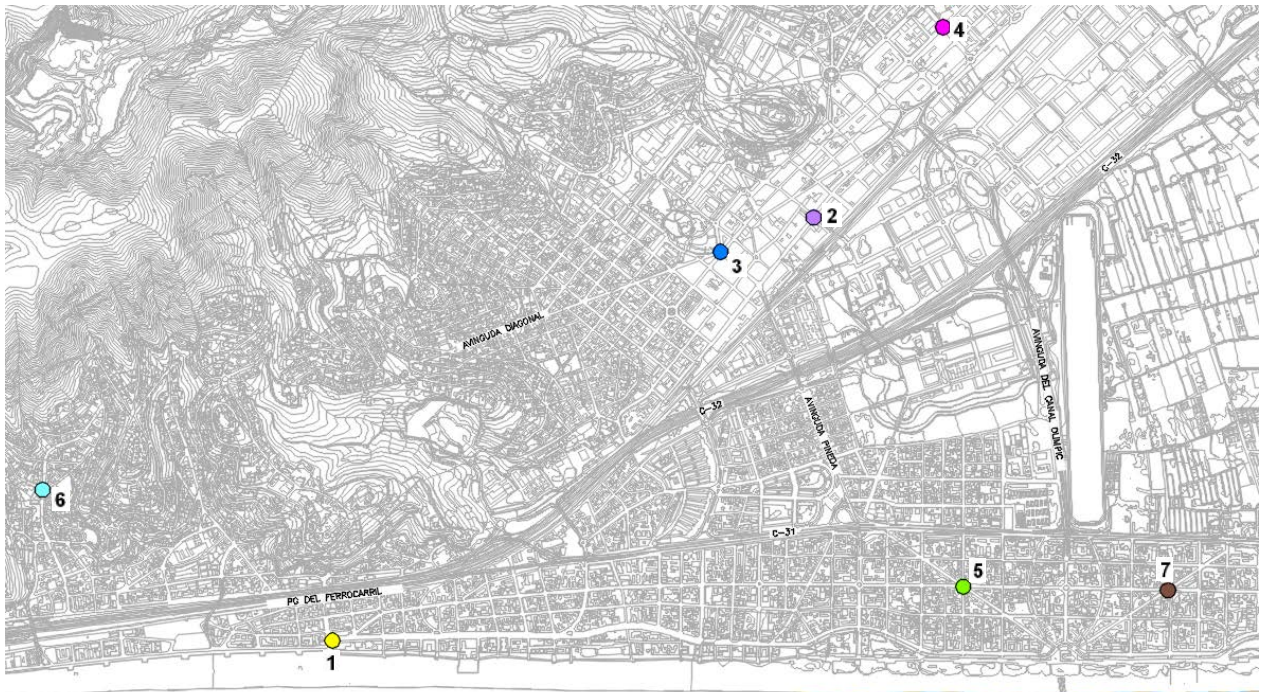 4
C-32
2
3
AVINGUDA DIAGONAL
AVINGUDA DEL CANAL OLIMPIC
C-32
AVINGUDA PINEDA
6
C-31
5
7
PG DEL FERROCARRIL
1